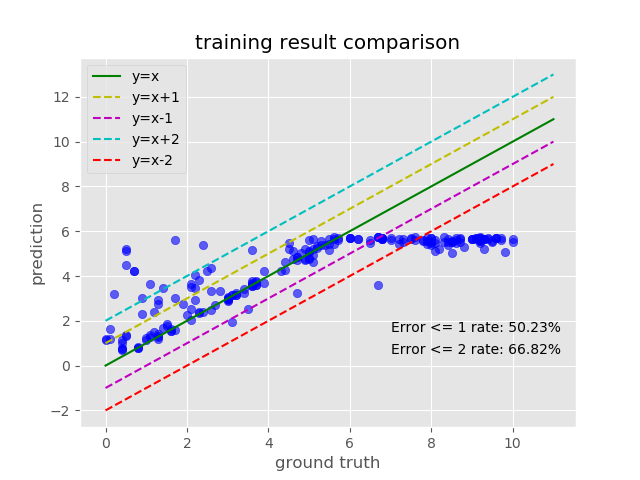 training result comparison
y=x
y=x+1
y=x-1
y=x+2
y=x-2
12
10
8
6
4
2
0
−2
prediction
Error <= 1 rate: 50.23%
Error <= 2 rate: 66.82%
0 2 4 6 8 10
ground truth